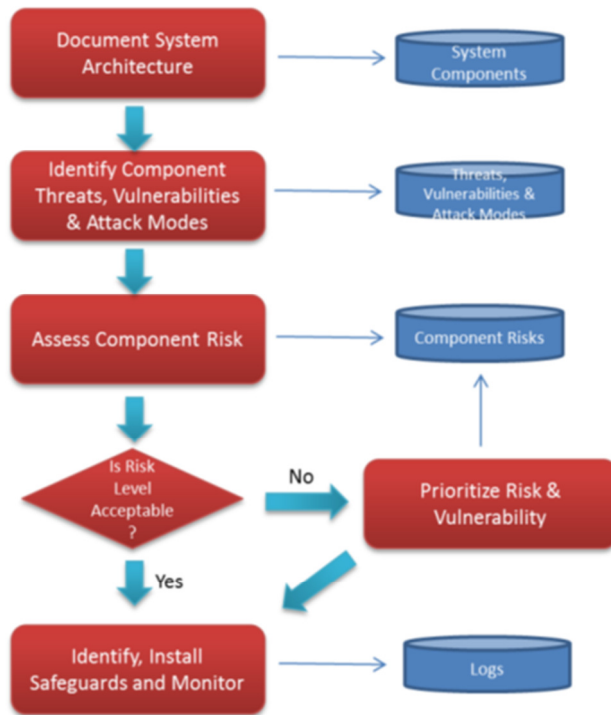 Document System
Architecture
System
Components
Identify Component
Threats, Vulnerabilities
& Attack Modes
Threats,
Vulnerabilities &
Attack Modes
Assess Component Risk
Component Risks
Is Risk
Level
Acceptable
?
No
Prioritize Risk &
Vulnerability
Yes
Identify, Install
Safeguards and Monitor
Logs